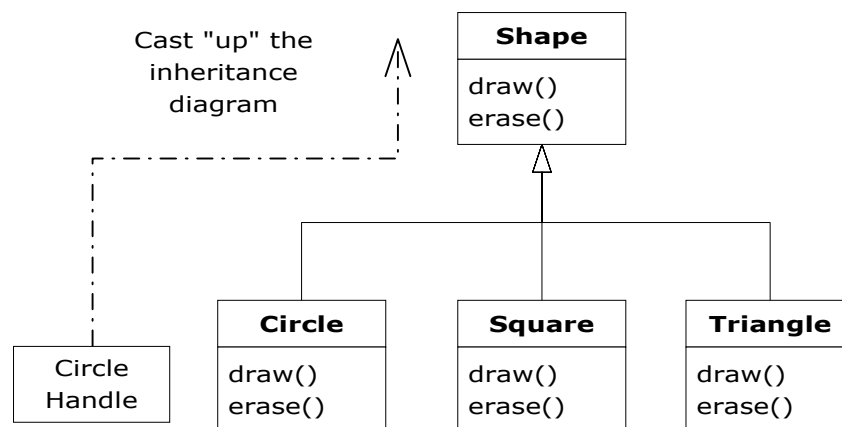 Cast "up" the
inheritance
diagram
Shape
draw()
erase()
Circle
Handle
Circle
draw()
erase()
Square
draw()
erase()
Triangle
draw()
erase()